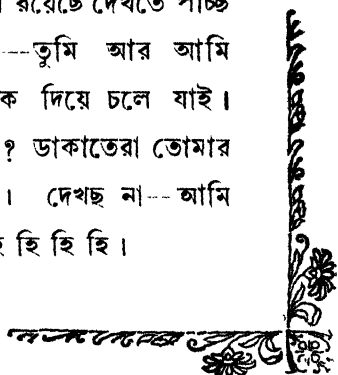 রয়েছে দেখতে পাচ্ছ
---তুমি আর আমি
ক দিয়ে চলে যাই।
? ডাকাতেরা তোমার
। দেখছ না--- আমি
হি হি হি।